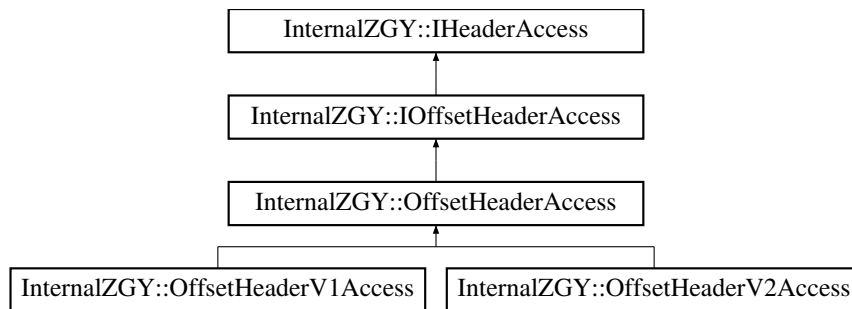 InternalZGY::IHeaderAccess
InternalZGY::IOffsetHeaderAccess
InternalZGY::OffsetHeaderAccess
InternalZGY::OffsetHeaderV1Access
InternalZGY::OffsetHeaderV2Access